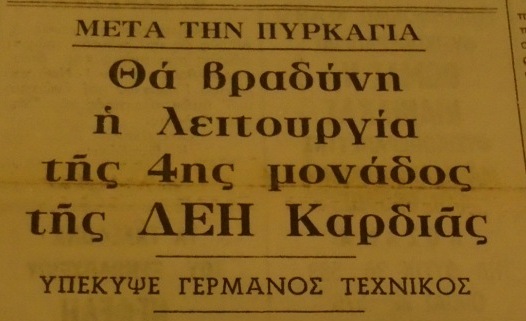 ΜΕΤΑ ΤΗΝ ΠΥΡΚΑΓΙΑ
Θά βραδύνη
ἡ λειτουργία
τῆς 4ης μονάδος
τῆς ΔΕΗ Καρδιᾶς
ΥΠΕΚΥΨΕ ΓΕΡΜΑΝΟΣ ΤΕΧΝΙΚΟΣ